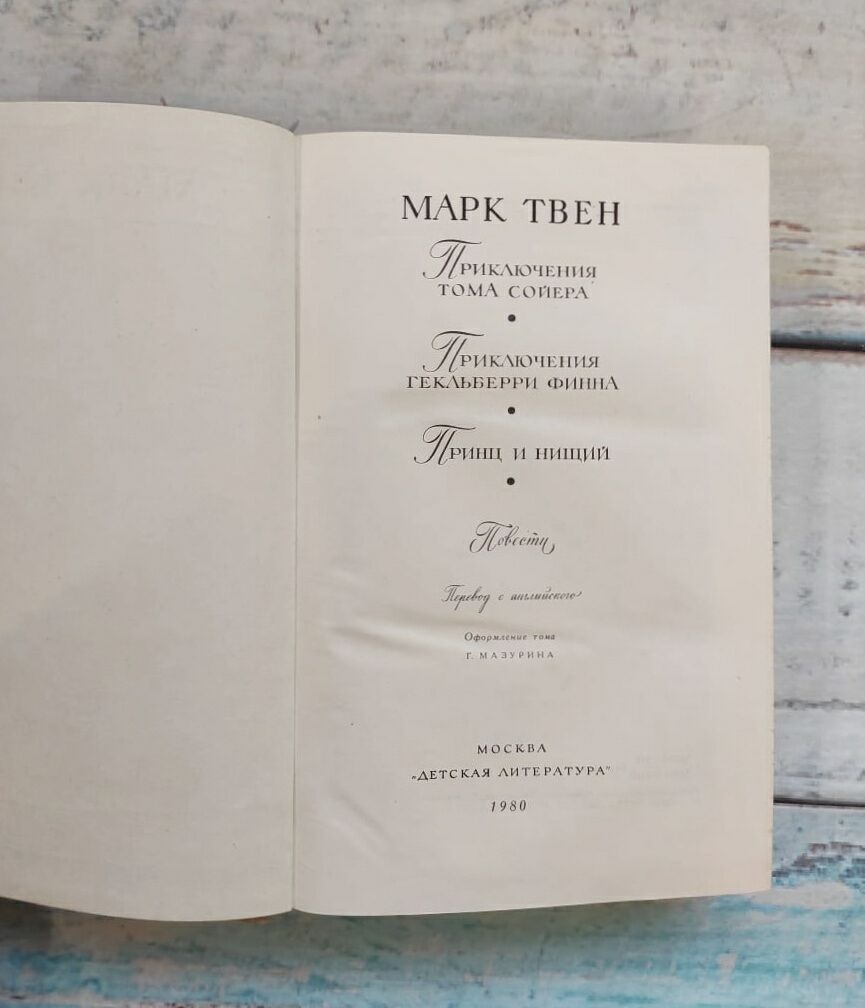 МАРК ТВЕН
Приключения
ТОМА СОЙЕРА
•
Приключения
ГЕКЛЬБЕРРИ ФИННА
•
Принц и нищий
•
Повести
Перевод с английского
Оформление тома
Г. МАЗУРИНА
МОСКВА
„ДЕТСКАЯ ЛИТЕРАТУРА"
1980